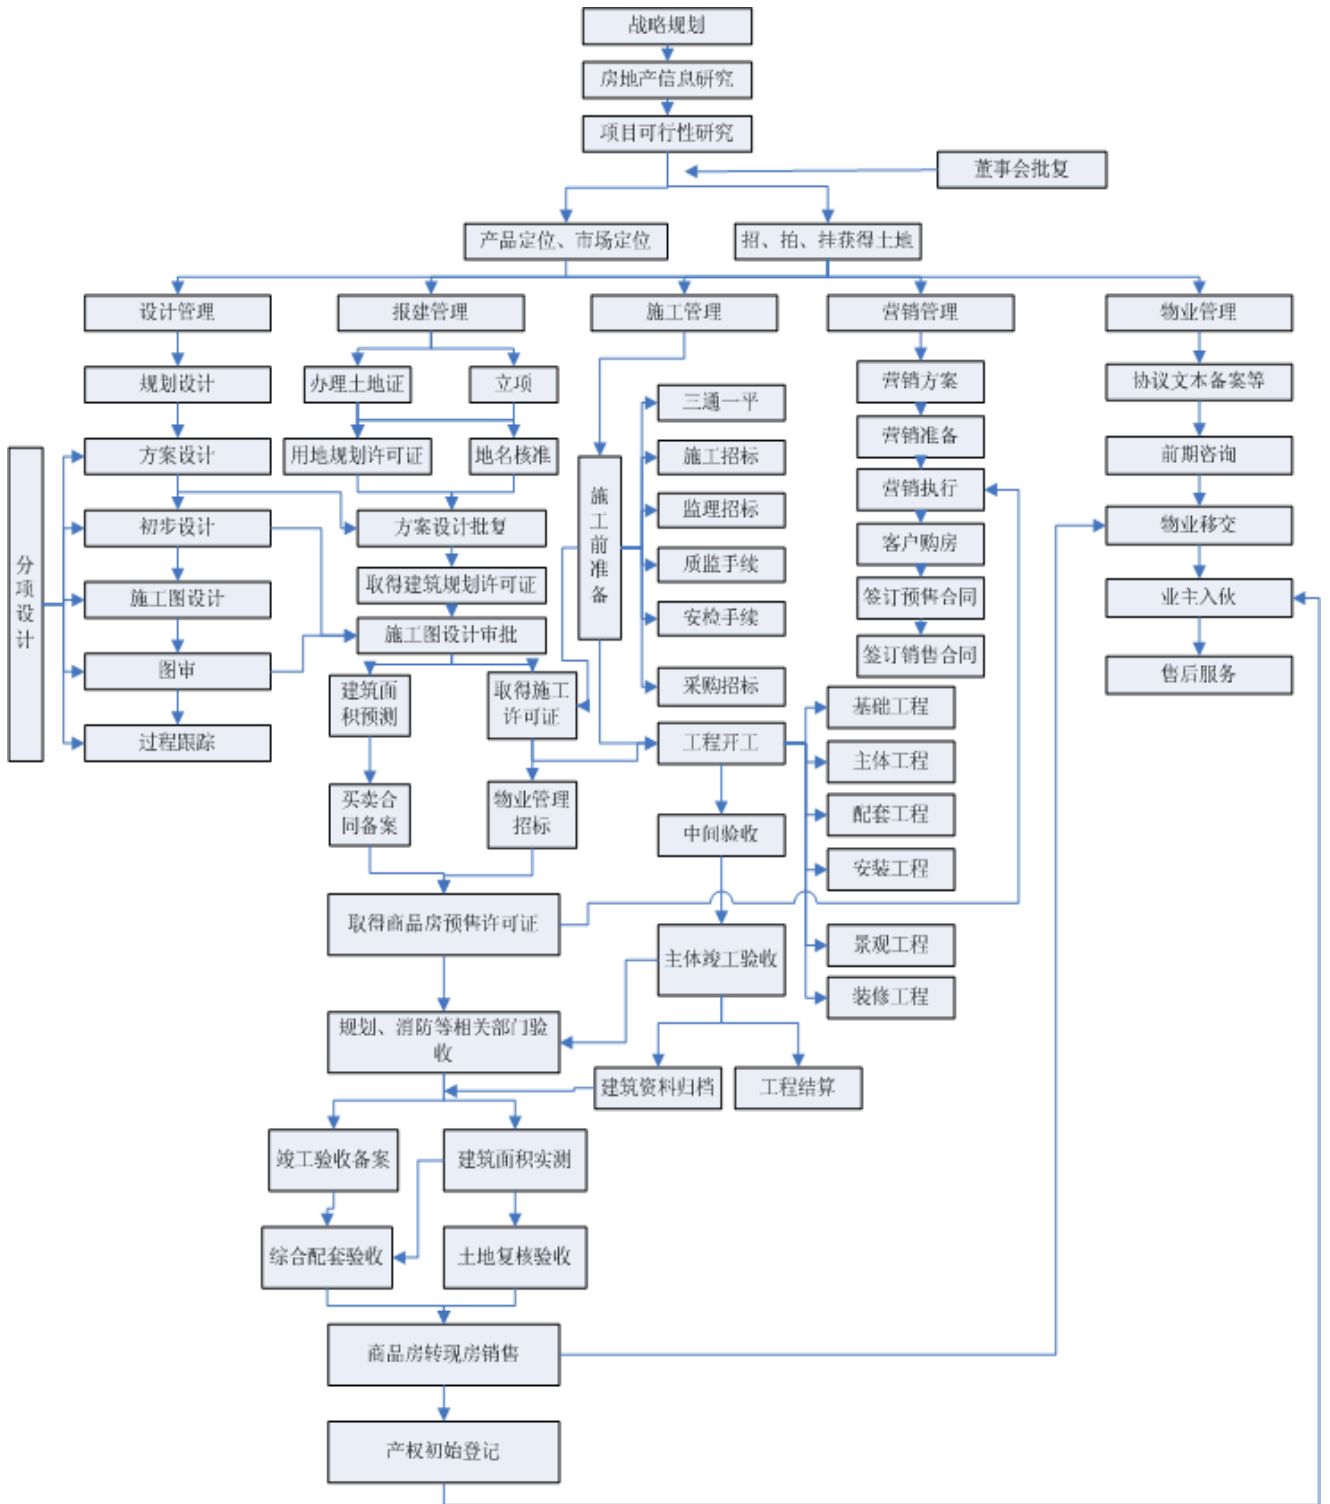 战略规划
房地产信息研究
项目可行性研究
董事会批复
产品定位、市场定位
招、拍、挂获得土地
设计管理
报建管理
施工管理
营销管理
物业管理
规划设计
办理土地证
立项
三通一平
营销方案
协议文本备案等
分项设计
方案设计
用地规划许可证
地名核准
施工前准备
施工招标
营销准备
前期咨询
初步设计
方案设计批复
监理招标
营销执行
物业移交
施工图设计
取得建筑规划许可证
质监手续
客户购房
业主入伙
图审
施工图设计审批
安检手续
签订预售合同
售后服务
过程跟踪
建筑面
积预测
取得施工
许可证
采购招标
签订销售合同
工程开工
基础工程
主体工程
买卖合
同备案
物业管理
招标
中间验收
配套工程
安装工程
取得商品房预售许可证
主体竣工验收
景观工程
装修工程
规划、消防等相关部门验
收
建筑资料归档
工程结算
竣工验收备案
建筑面积实测
综合配套验收
土地复核验收
商品房转现房销售
产权初始登记